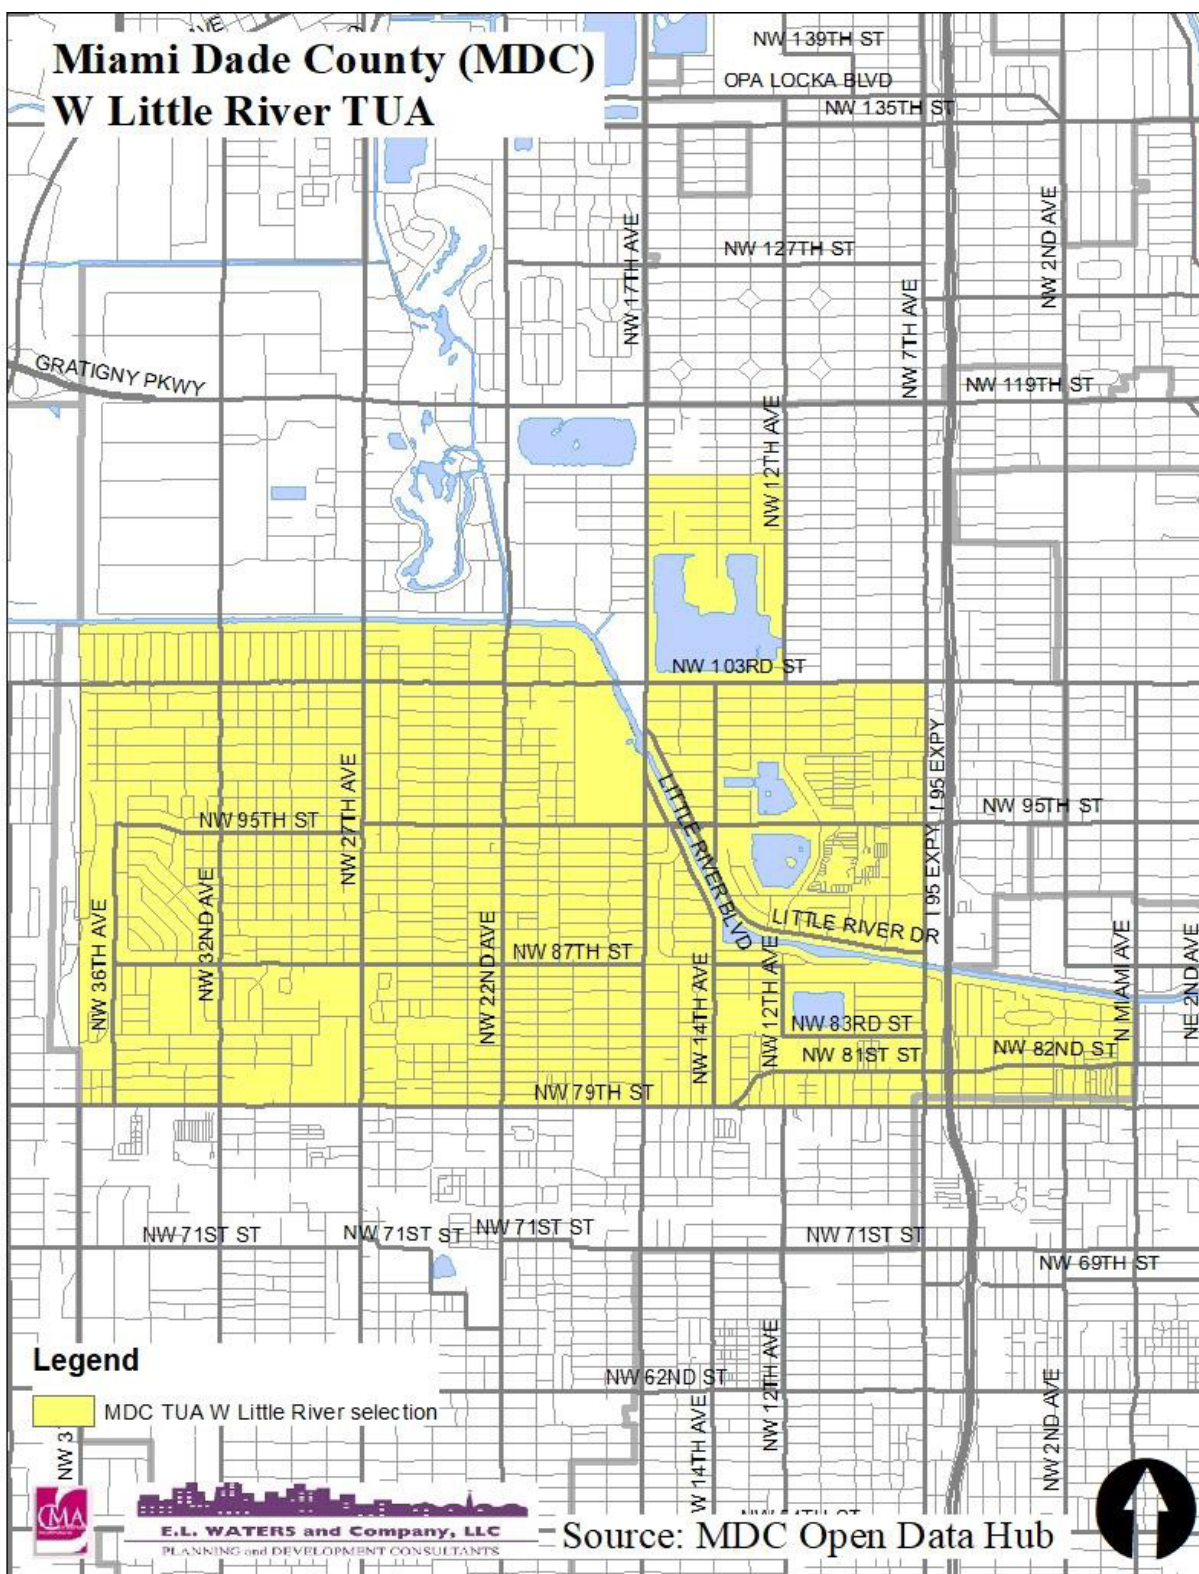 Miami Dade County (MDC)
W Little River TUA
AVE
NW 139TH ST
OPA LOCKA BLVD
NW 135TH ST
NW 127TH ST
NW 17TH AVE
NW 2ND AVE
NW 7TH AVE
GRATIGNY PKWY
NW 119TH ST
NW 12TH AVE
NW 103RD ST
I 95 EXPY
I 95 EXPY
LITTLE RIVER BLVD
NW 95TH ST
NW 95TH ST
NW 27TH AVE
NW 36TH AVE
NW 32ND AVE
NW 22ND AVE
NW 87TH ST
LITTLE RIVER DR
NW 14TH AVE
NW 12TH AVE
N MIAMI AVE
NE 2ND AVE
NW 83RD ST
NW 81ST ST
NW 82ND ST
NW 79TH ST
NW 71ST ST
NW 71ST ST
NW 71ST ST
NW 71ST ST
NW 69TH ST
NW 62ND ST
NW 12TH AVE
NW 2ND AVE
W 14TH AVE
NW 3
Legend
MDC TUA W Little River selection
CMA
E.L. WATERS and Company, LLC
PLANNING and DEVELOPMENT CONSULTANTS
Source: MDC Open Data Hub